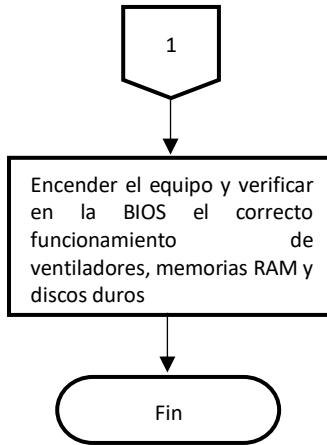 1
Encender el equipo y verificar
en la BIOS el correcto
funcionamiento de
ventiladores, memorias RAM y
discos duros
Fin